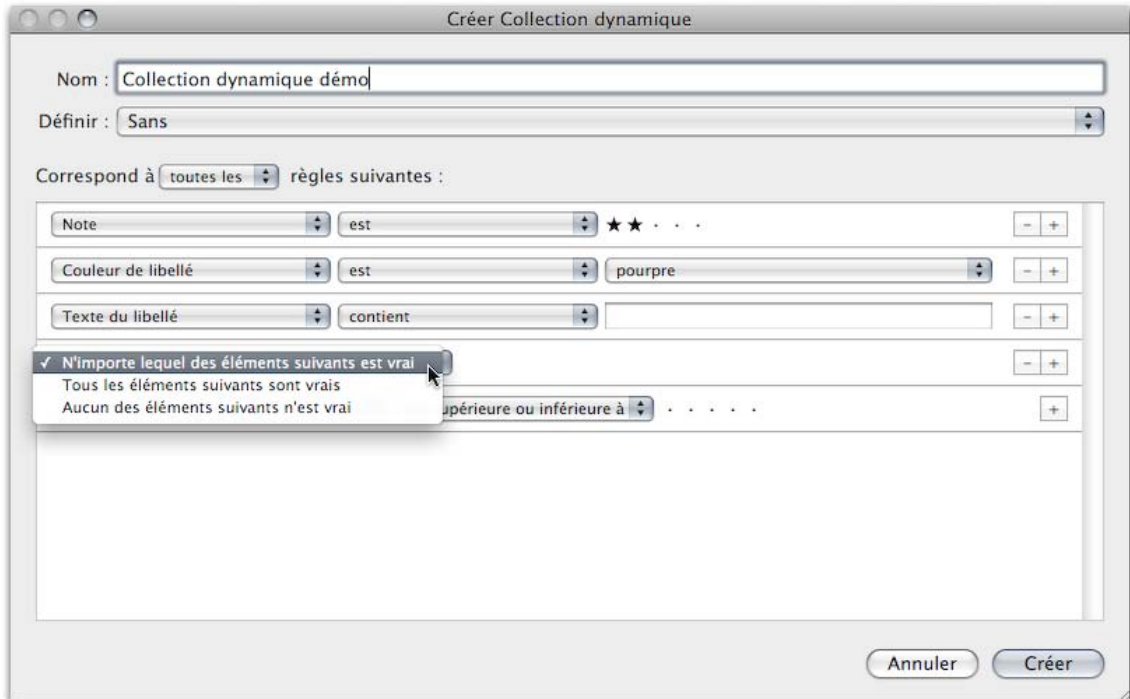 Créer Collection dynamique
Nom : Collection dynamique démo
Définir : Sans
Correspond à toutes les règles suivantes :
Note est ★★ · · · - +
Couleur de libellé est pourpre - +
Texte du libellé contient - +
✓ N'importe lequel des éléments suivants est vrai - +
Tous les éléments suivants sont vrais
Aucun des éléments suivants n'est vrai
ou inférieure à · · · · · +
Annuler Créer